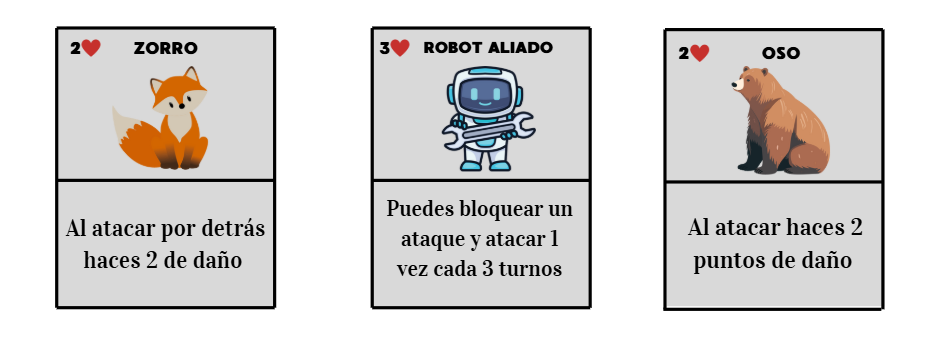 2 ZORRO
Al atacar por detrás
haces 2 de daño
3 ROBOT ALIADO
Puedes bloquear un
ataque y atacar 1
vez cada 3 turnos
2 OSO
Al atacar haces 2
puntos de daño